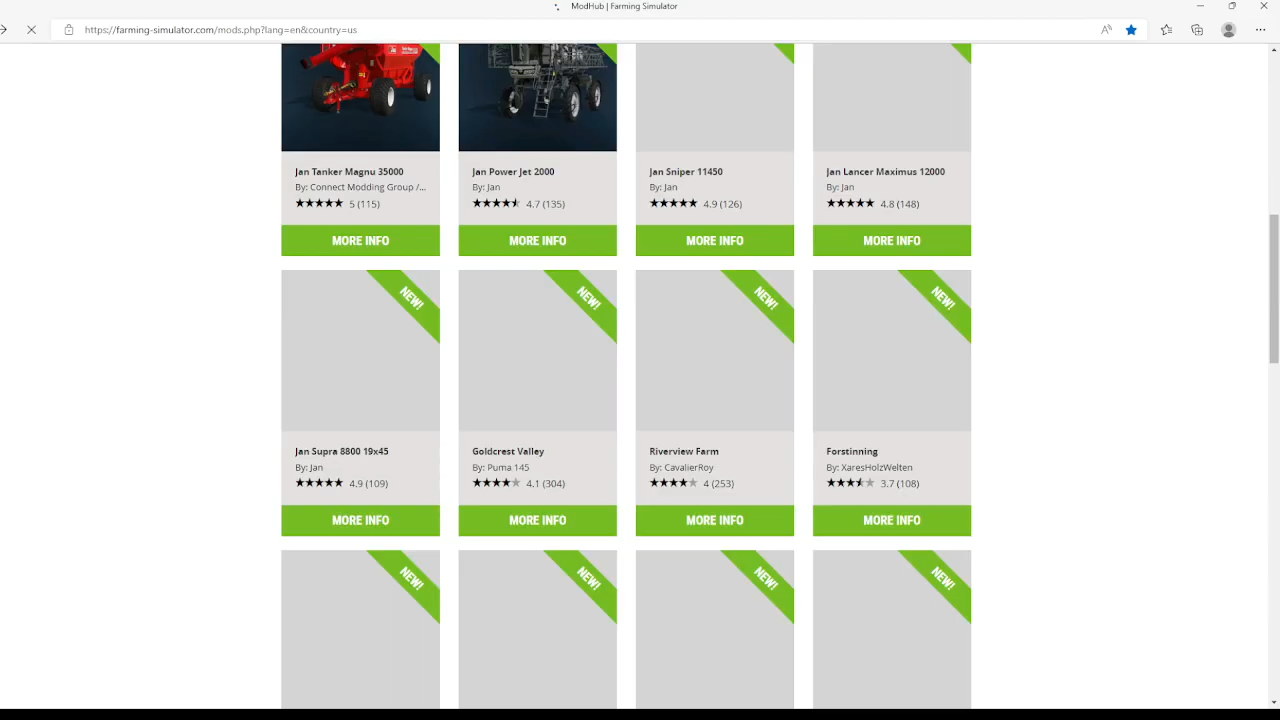 ModHub | Farming Simulator
https://farming-simulator.com/mods.php?lang=en&country=us
Jan Tanker Magnu 35000
By: Connect Modding Group /...
5 (115)
MORE INFO
Jan Power Jet 2000
By: Jan
4.7 (135)
MORE INFO
Jan Sniper 11450
By: Jan
4.9 (126)
MORE INFO
Jan Lancer Maximus 12000
By: Jan
4.8 (148)
MORE INFO
NEW!
Jan Supra 8800 19x45
By: Jan
4.9 (109)
MORE INFO
NEW!
Goldcrest Valley
By: Puma 145
4.1 (304)
MORE INFO
NEW!
Riverview Farm
By: CavalierRoy
4 (253)
MORE INFO
NEW!
Forstinning
By: XaresHolzWelten
3.7 (108)
MORE INFO
NEW!
NEW!
NEW!
NEW!